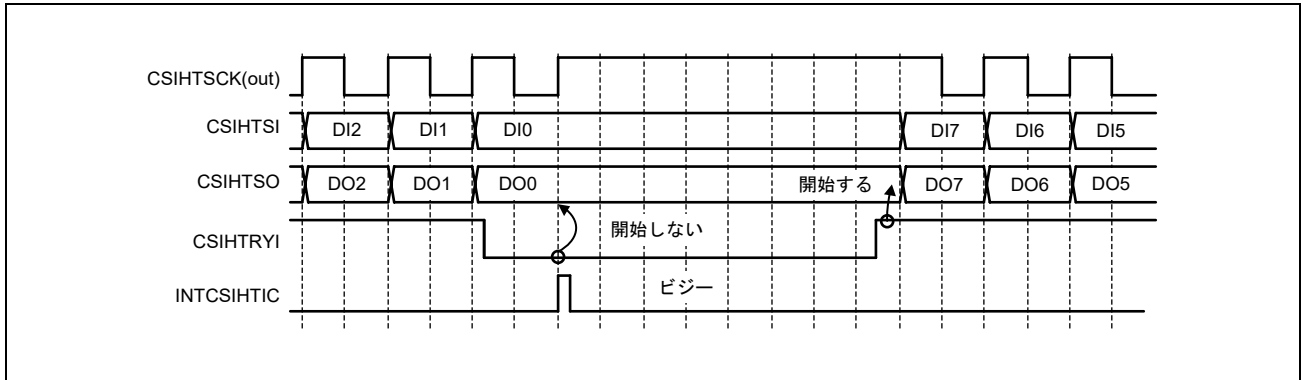 CSIHTSCK(out)
CSIHTSI DI2 DI1 DI0 DI7 DI6 DI5
CSIHTSO DO2 DO1 DO0 開始する DO7 DO6 DO5
CSIHTRYI 開始しない
INTCSIHTIC ビジー